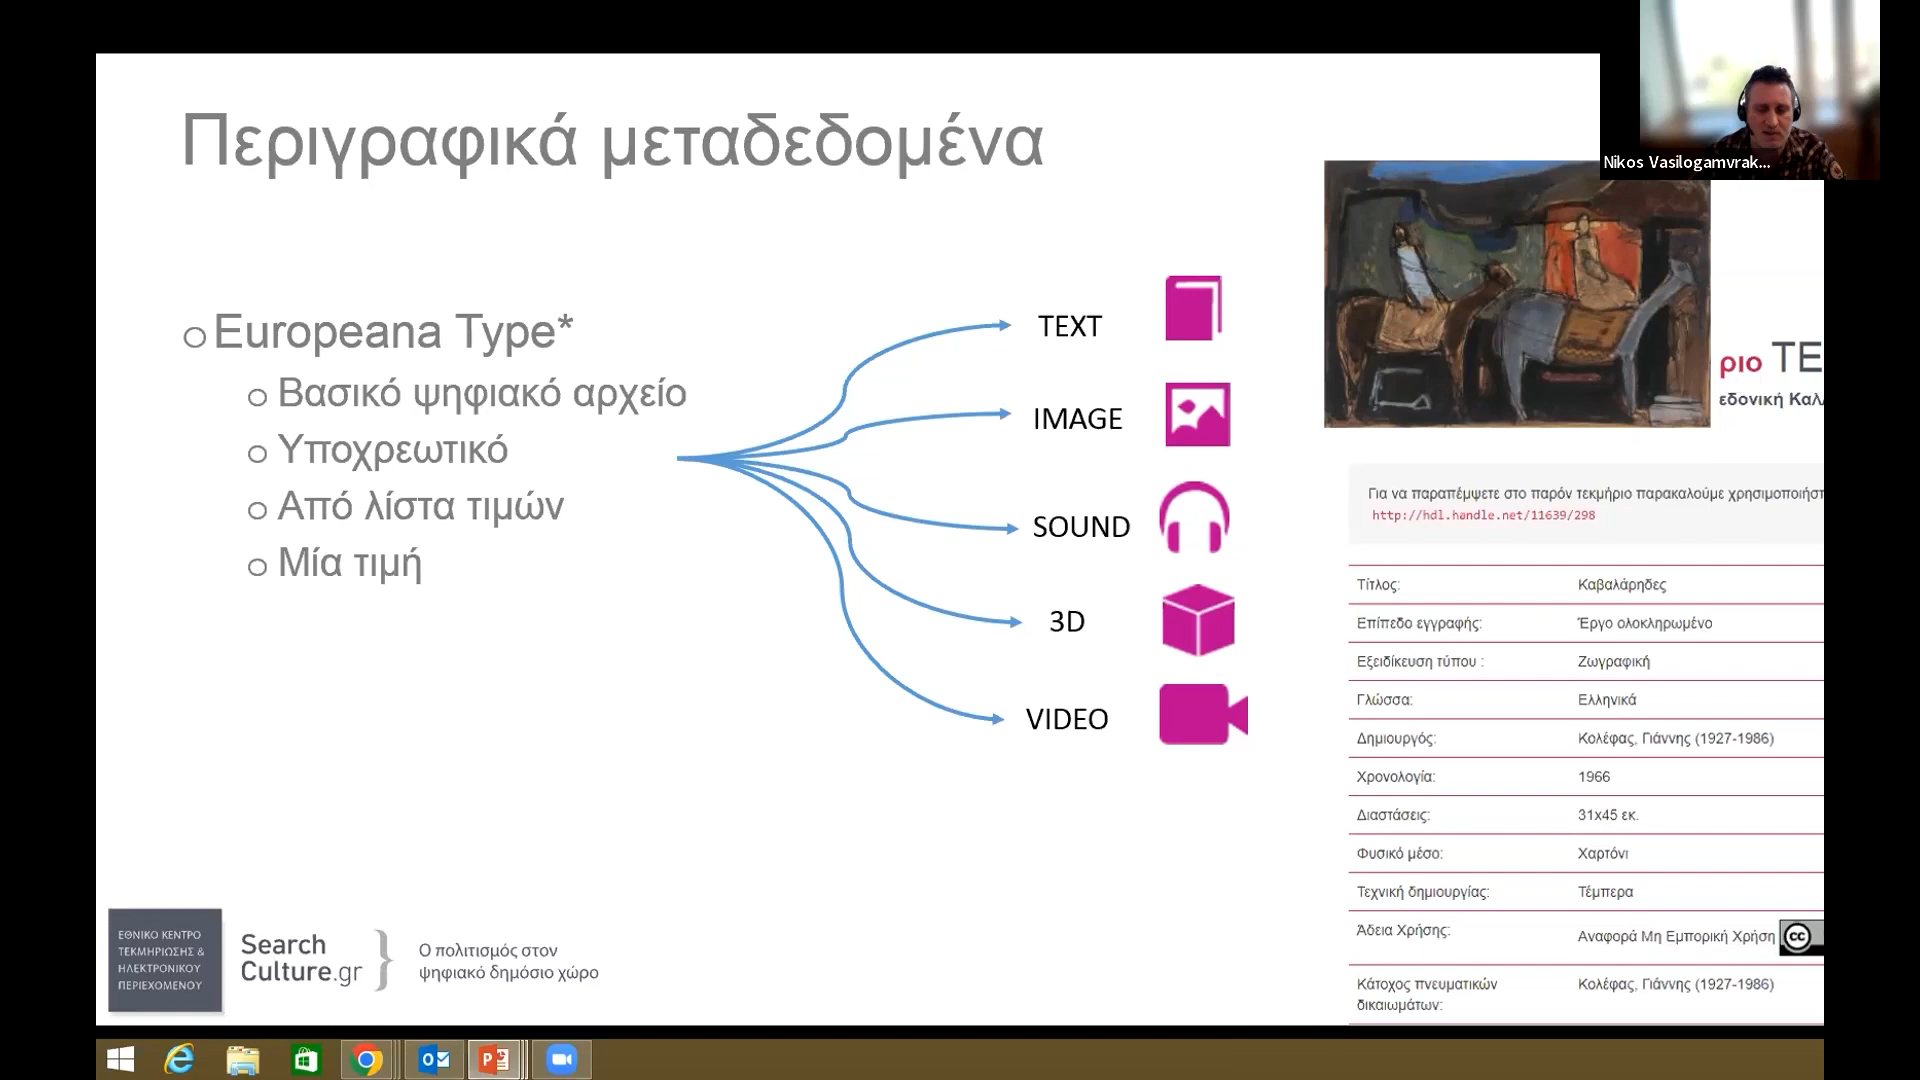 Περιγραφικά μεταδεδομένα
Nikos Vasilogamvrak...
Europeana Type*
Βασικό ψηφιακό αρχείο
Υποχρεωτικό
Από λίστα τιμών
Μία τιμή
TEXT
IMAGE
SOUND
3D
VIDEO
ριο ΤΕ
εδονική Καλ
Για να παραπέμψετε στο παρόν τεκμήριο παρακαλούμε χρησιμοποιήστ
http://hdl.handle.net/11639/298
Τίτλος: Καβαλάρηδες
Επίπεδο εγγραφής: Έργο ολοκληρωμένο
Εξειδίκευση τύπου : Ζωγραφική
Γλώσσα: Ελληνικά
Δημιουργός: Κολέφας, Γιάννης (1927-1986)
Χρονολογία: 1966
Διαστάσεις: 31x45 εκ.
Φυσικό μέσο: Χαρτόνι
Τεχνική δημιουργίας: Τέμπερα
Άδεια Χρήσης: Αναφορά Μη Εμπορική Χρήση cc
Κάτοχος πνευματικών Κολέφας, Γιάννης (1927-1986)
δικαιωμάτων:
ΕΘΝΙΚΟ ΚΕΝΤΡΟ
ΤΕΚΜΗΡΙΩΣΗΣ &
ΗΛΕΚΤΡΟΝΙΚΟΥ
ΠΕΡΙΕΧΟΜΕΝΟΥ
Search
Culture.gr
Ο πολιτισμός στον
ψηφιακό δημόσιο χώρο